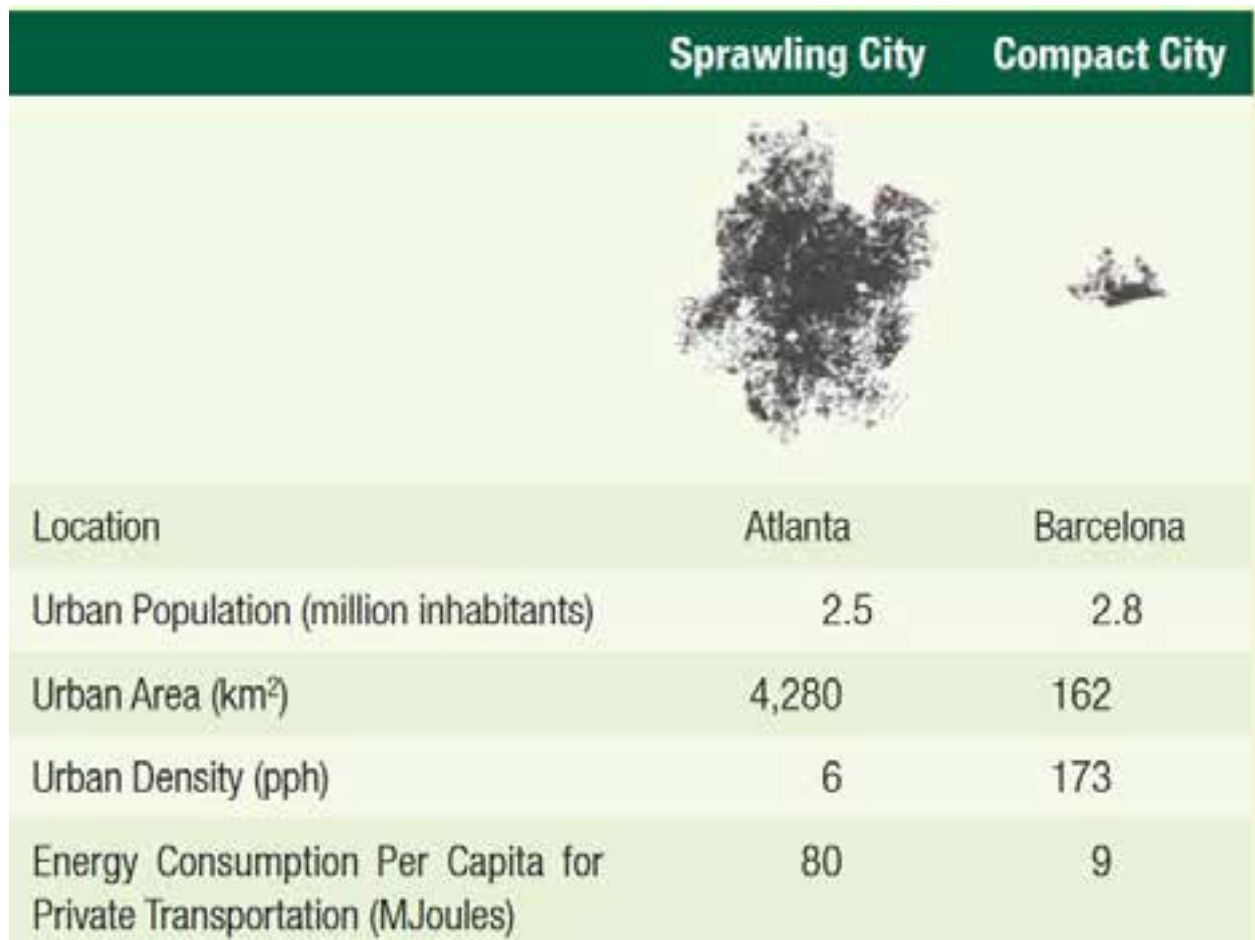 Sprawling City Compact City
Location Atlanta Barcelona
Urban Population (million inhabitants) 2.5 2.8
Urban Area (km²) 4,280 162
Urban Density (pph) 6 173
Energy Consumption Per Capita for 80 9
Private Transportation (MJoules)